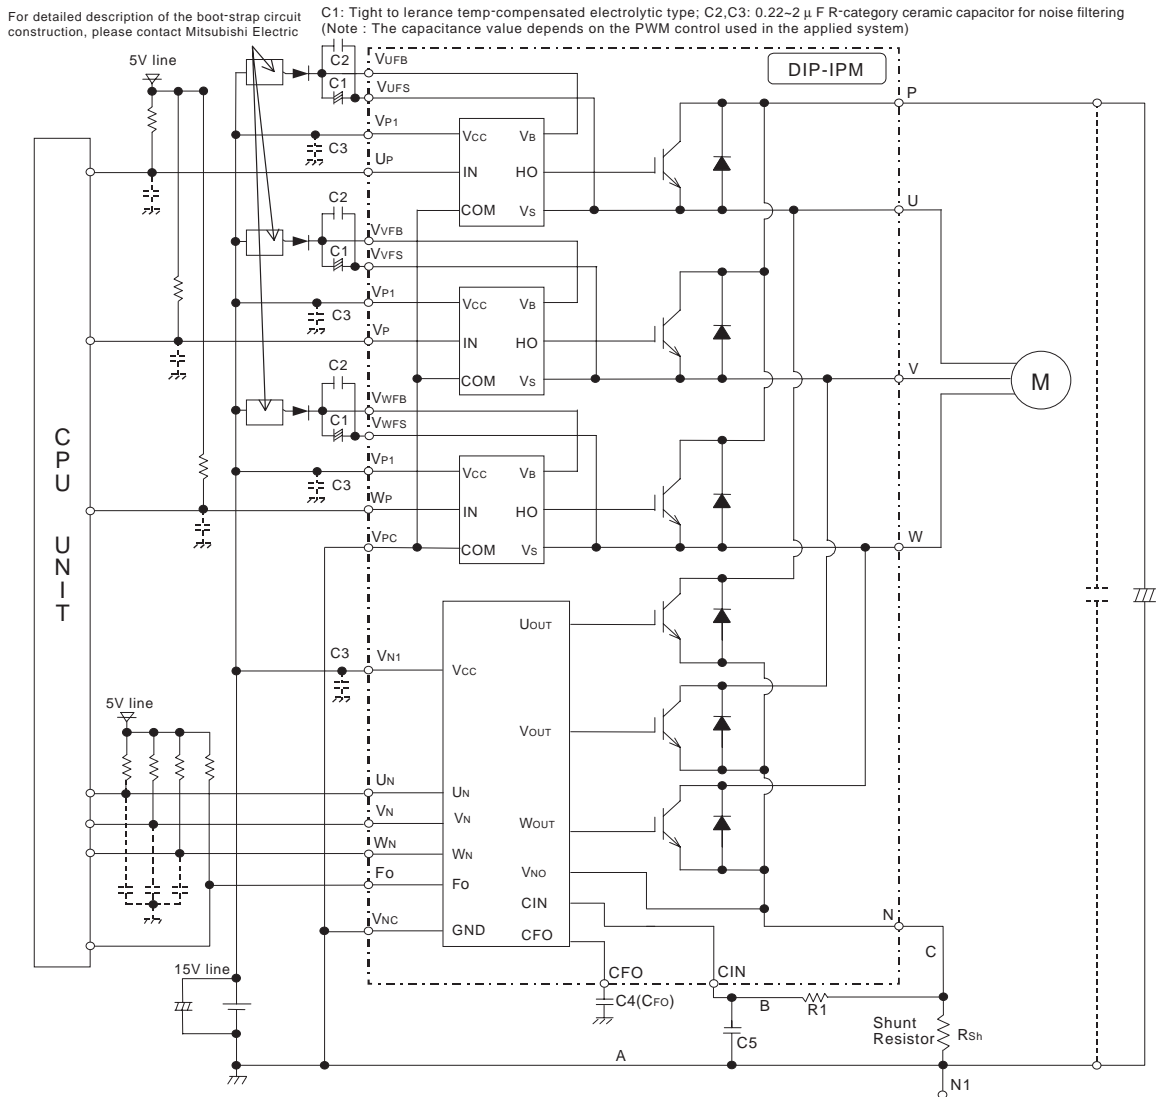 For detailed description of the boot-strap circuit
construction, please contact Mitsubishi Electric
C1: Tight to lerance temp-compensated electrolytic type; C2,C3: 0.22~2 μ F R-category ceramic capacitor for noise filtering
(Note : The capacitance value depends on the PWM control used in the applied system)
DIP-IPM
5V line
C2
VUFB
C1
VUFS
P
VP1
C3
VCC
VB
UP
IN
HO
COM
VS
U
C2
VVFB
C1
VVFS
VP1
C3
VCC
VB
VP
IN
HO
COM
VS
V
M
C2
VWFB
C1
VWFS
VP1
C3
VCC
VB
WP
IN
HO
VPC
COM
VS
W
CPU UNIT
UOUT
C3
VN1
VCC
5V line
VOUT
UN
UN
VN
VN
WOUT
WN
WN
VNO
Fo
Fo
CIN
VNC
GND
CFO
N
C
15V line
CFO
CIN
C4(CFO)
B
R1
C5
Shunt
Resistor
RSh
A
N1